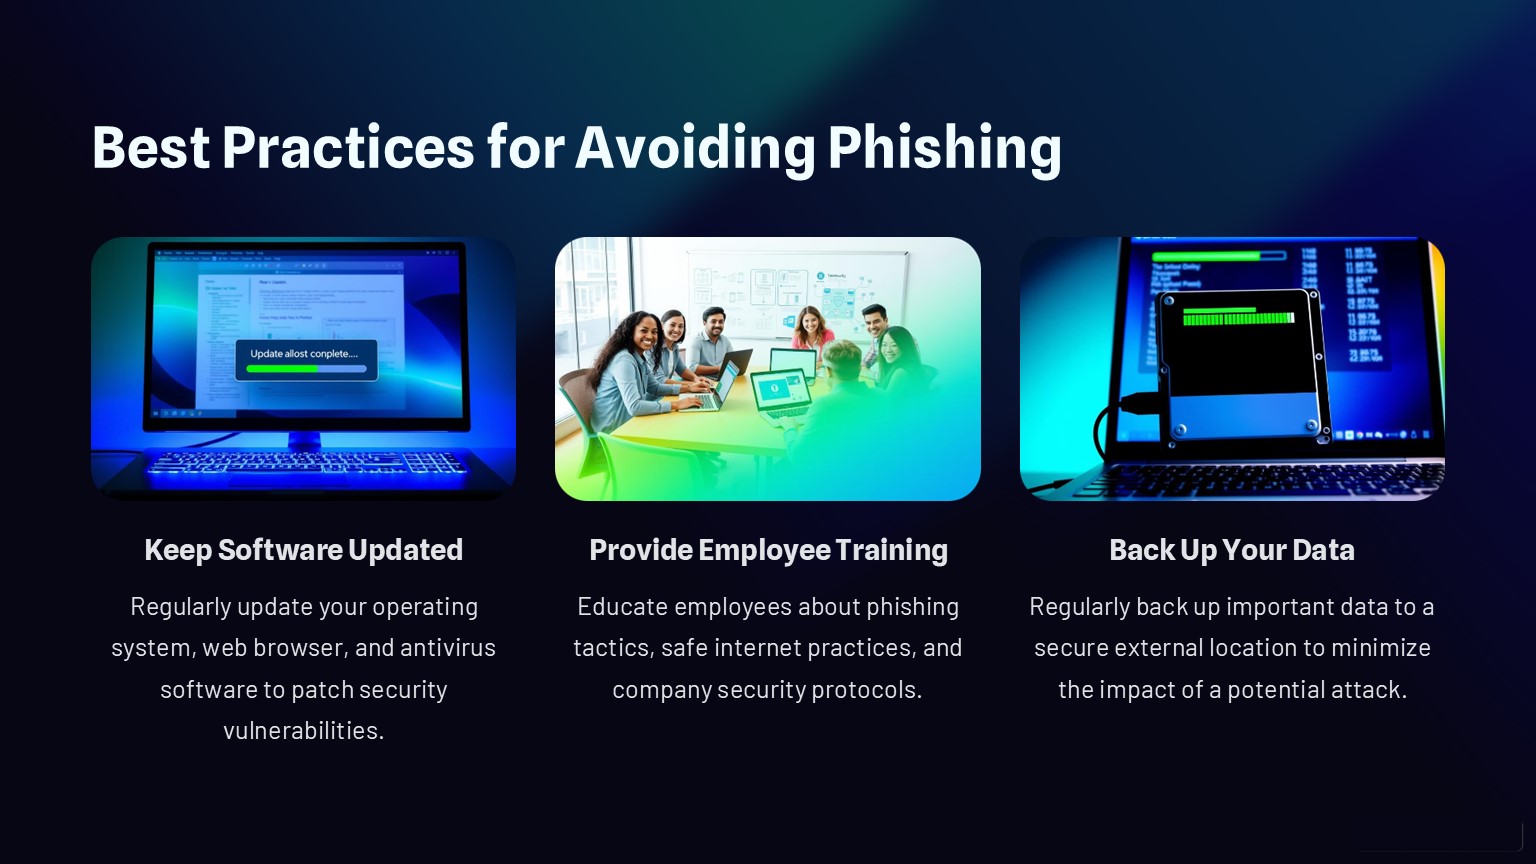 Best Practices for Avoiding Phishing
Update allost conplete....
Keep Software Updated
Regularly update your operating
system, web browser, and antivirus
software to patch security
vulnerabilities.
Provide Employee Training
Educate employees about phishing
tactics, safe internet practices, and
company security protocols.
Back Up Your Data
Regularly back up important data to a
secure external location to minimize
the impact of a potential attack.